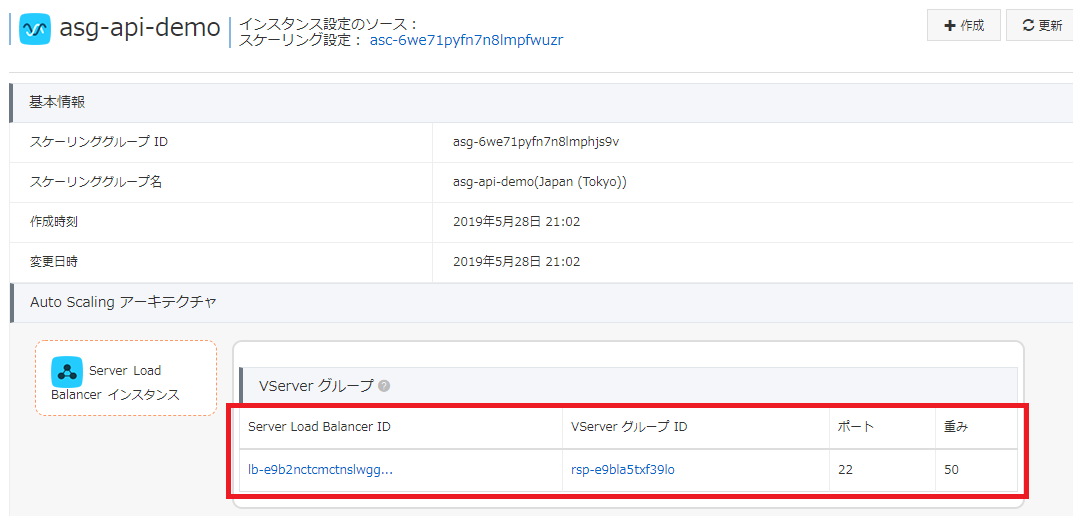 asg-api-demo
インスタンス設定のソース：
スケーリング設定： asc-6we71pyfn7n8lmpfwuzr
作成
更新
基本情報
スケーリンググループ ID asg-6we71pyfn7n8lmphjs9v
スケーリンググループ名 asg-api-demo(Japan (Tokyo))
作成時刻 2019年5月28日 21:02
変更日時 2019年5月28日 21:02
Auto Scaling アーキテクチャ
Server Load
Balancer インスタンス
VServer グループ ?
Server Load Balancer ID VServer グループ ID ポート 重み
lb-e9b2nctcmctnslwgg... rsp-e9bla5txf39lo 22 50